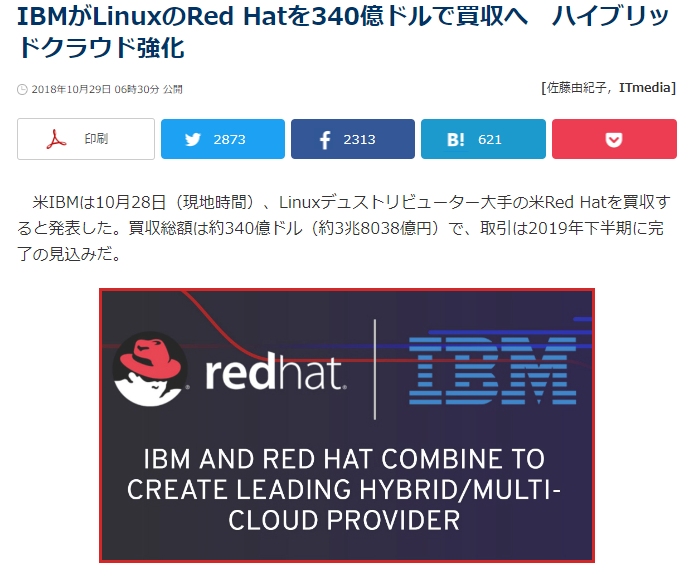 IBMがLinuxのRed Hatを340億ドルで買収へ　ハイブリッ
ドクラウド強化
2018年10月29日 06時30分 公開
[佐藤由紀子，ITmedia]
印刷
2873
2313
B! 621
米IBMは10月28日（現地時間）、Linuxデュストリビューター大手の米Red Hatを買収す
ると発表した。買収総額は約340億ドル（約3兆8038億円）で、取引は2019年下半期に完
了の見込みだ。
redhat.
IBM
IBM AND RED HAT COMBINE TO
CREATE LEADING HYBRID/MULTI-
CLOUD PROVIDER